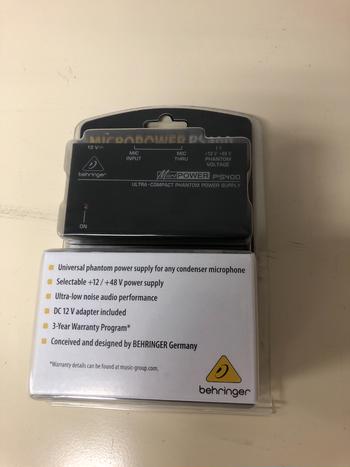 MICROPOWER PS400
12 V
MIC INPUT
MIC THRU
+12 V +48 V
PHANTOM VOLTAGE
behringer
MicroPOWER PS400
ULTRA-COMPACT PHANTOM POWER SUPPLY
ON
Universal phantom power supply for any condenser microphone
Selectable +12 / +48 V power supply
Ultra-low noise audio performance
DC 12 V adapter included
3-Year Warranty Program*
Conceived and designed by BEHRINGER Germany
*Warranty details can be found at music-group.com.
behringer